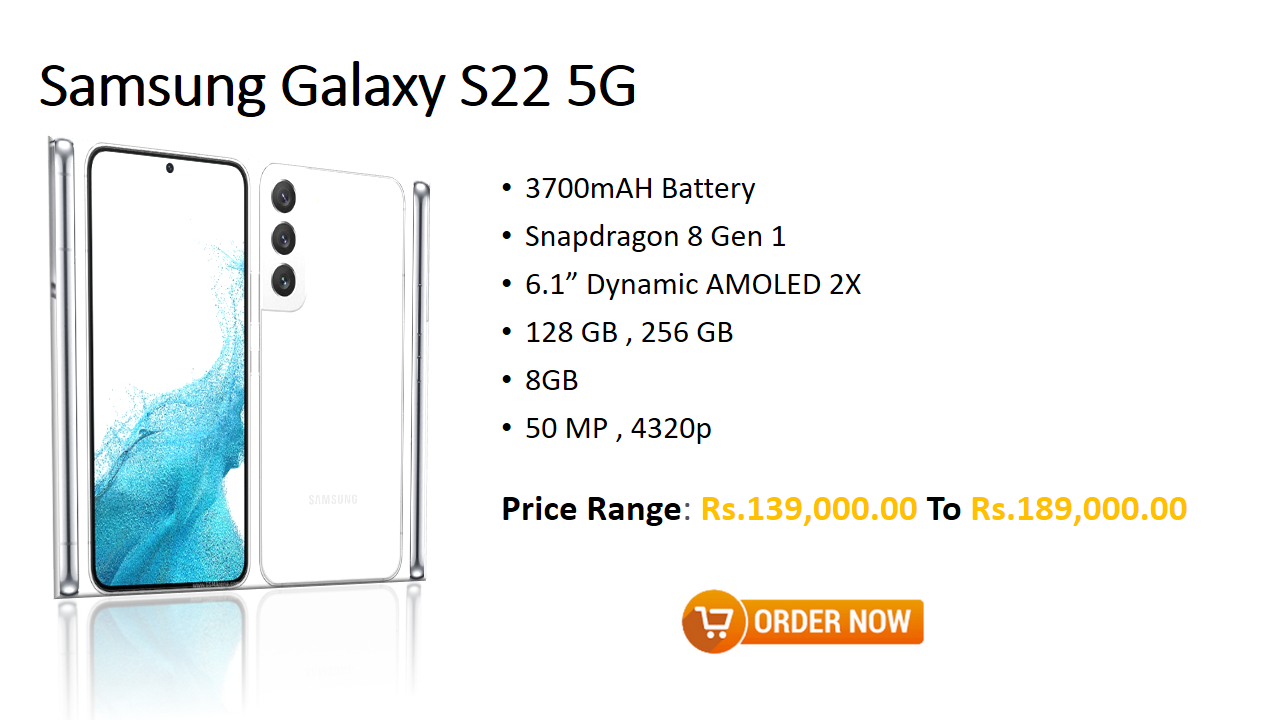 Samsung Galaxy S22 5G
• 3700mAH Battery
• Snapdragon 8 Gen 1
• 6.1” Dynamic AMOLED 2X
• 128 GB , 256 GB
• 8GB
• 50 MP , 4320p
SAMSUNG
Price Range: Rs.139,000.00 To Rs.189,000.00
ORDER NOW